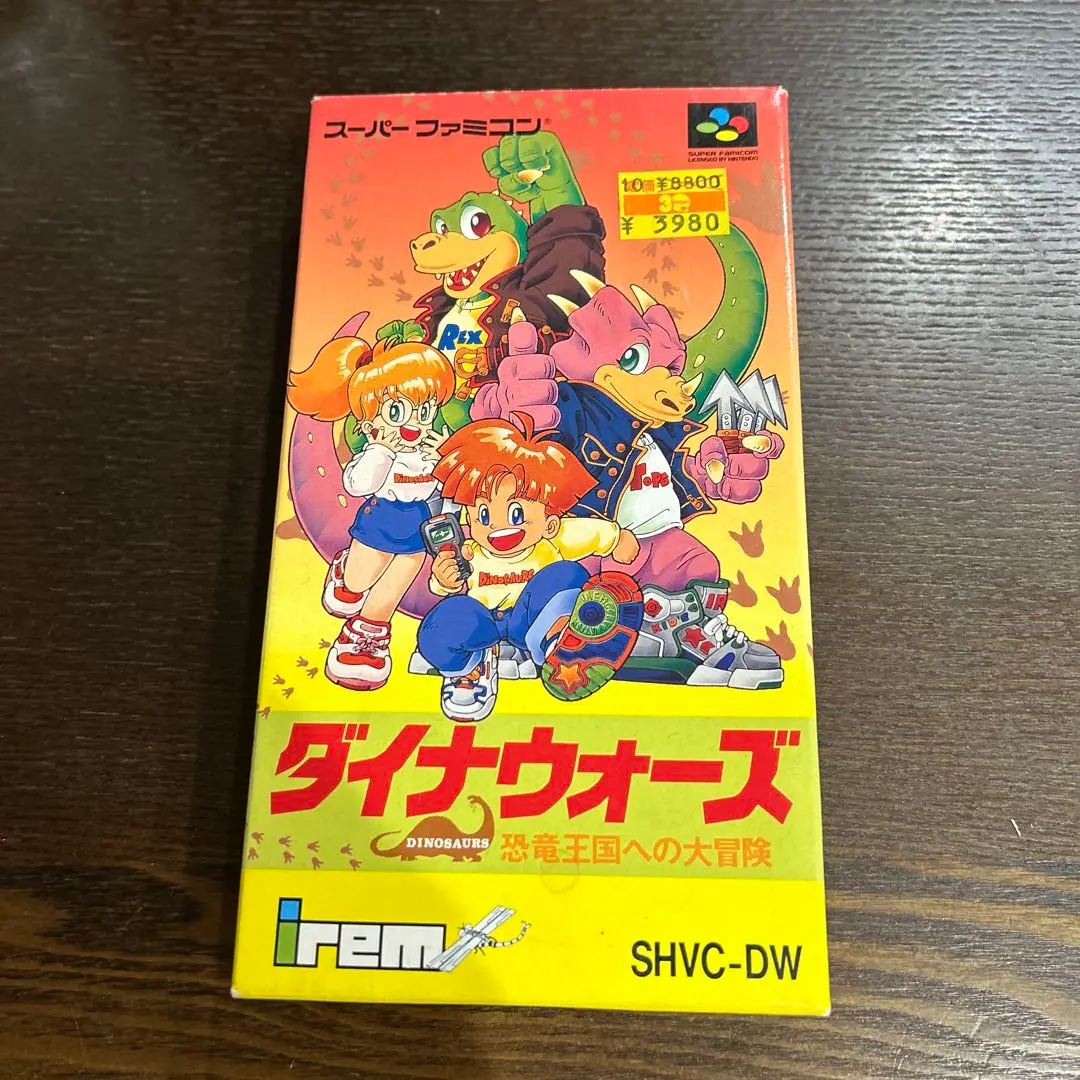 スーパーファミコン®
SUPER FAMICOM
LICENSED BY NINTENDO
10 ¥8800
¥ 3980
REX
TOPS
DINOSAURS
DINOSAURS
ダイナウォーズ
DINOSAURS
恐竜王国への大冒険
irem
SHVC-DW